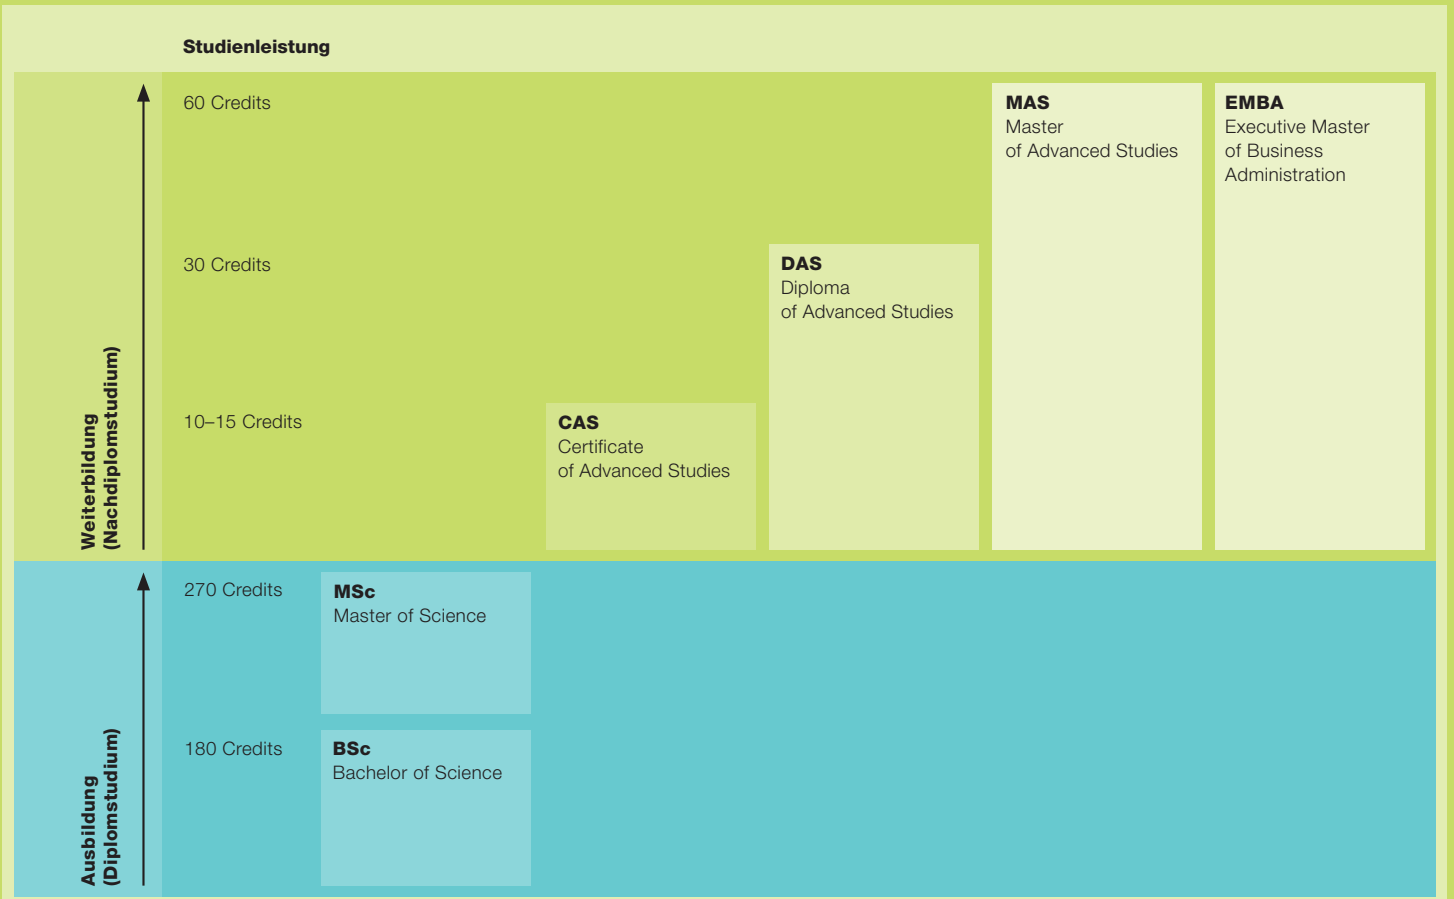 Studienleistung
60 Credits
MAS
Master
of Advanced Studies
EMBA
Executive Master
of Business
Administration
30 Credits
DAS
Diploma
of Advanced Studies
10–15 Credits
CAS
Certificate
of Advanced Studies
Weiterbildung
(Nachdiplomstudium)
270 Credits
MSc
Master of Science
180 Credits
BSc
Bachelor of Science
Ausbildung
(Diplomstudium)